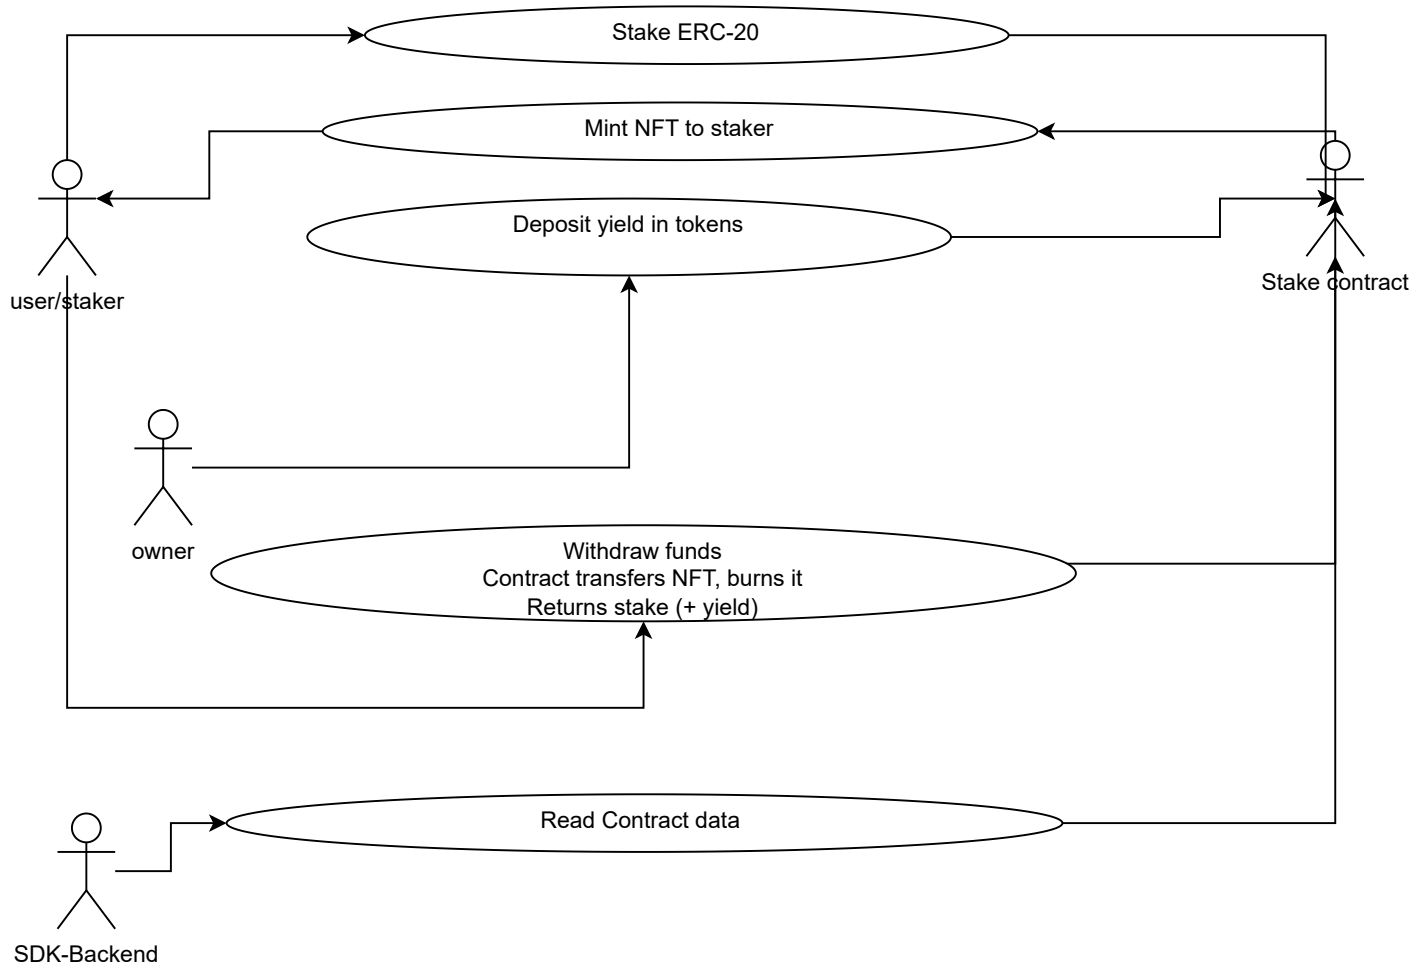 Stake ERC-20
Mint NFT to staker
Deposit yield in tokens
Stake contract
user/staker
owner
Withdraw funds
Contract transfers NFT, burns it
Returns stake (+ yield)
Read Contract data
SDK-Backend